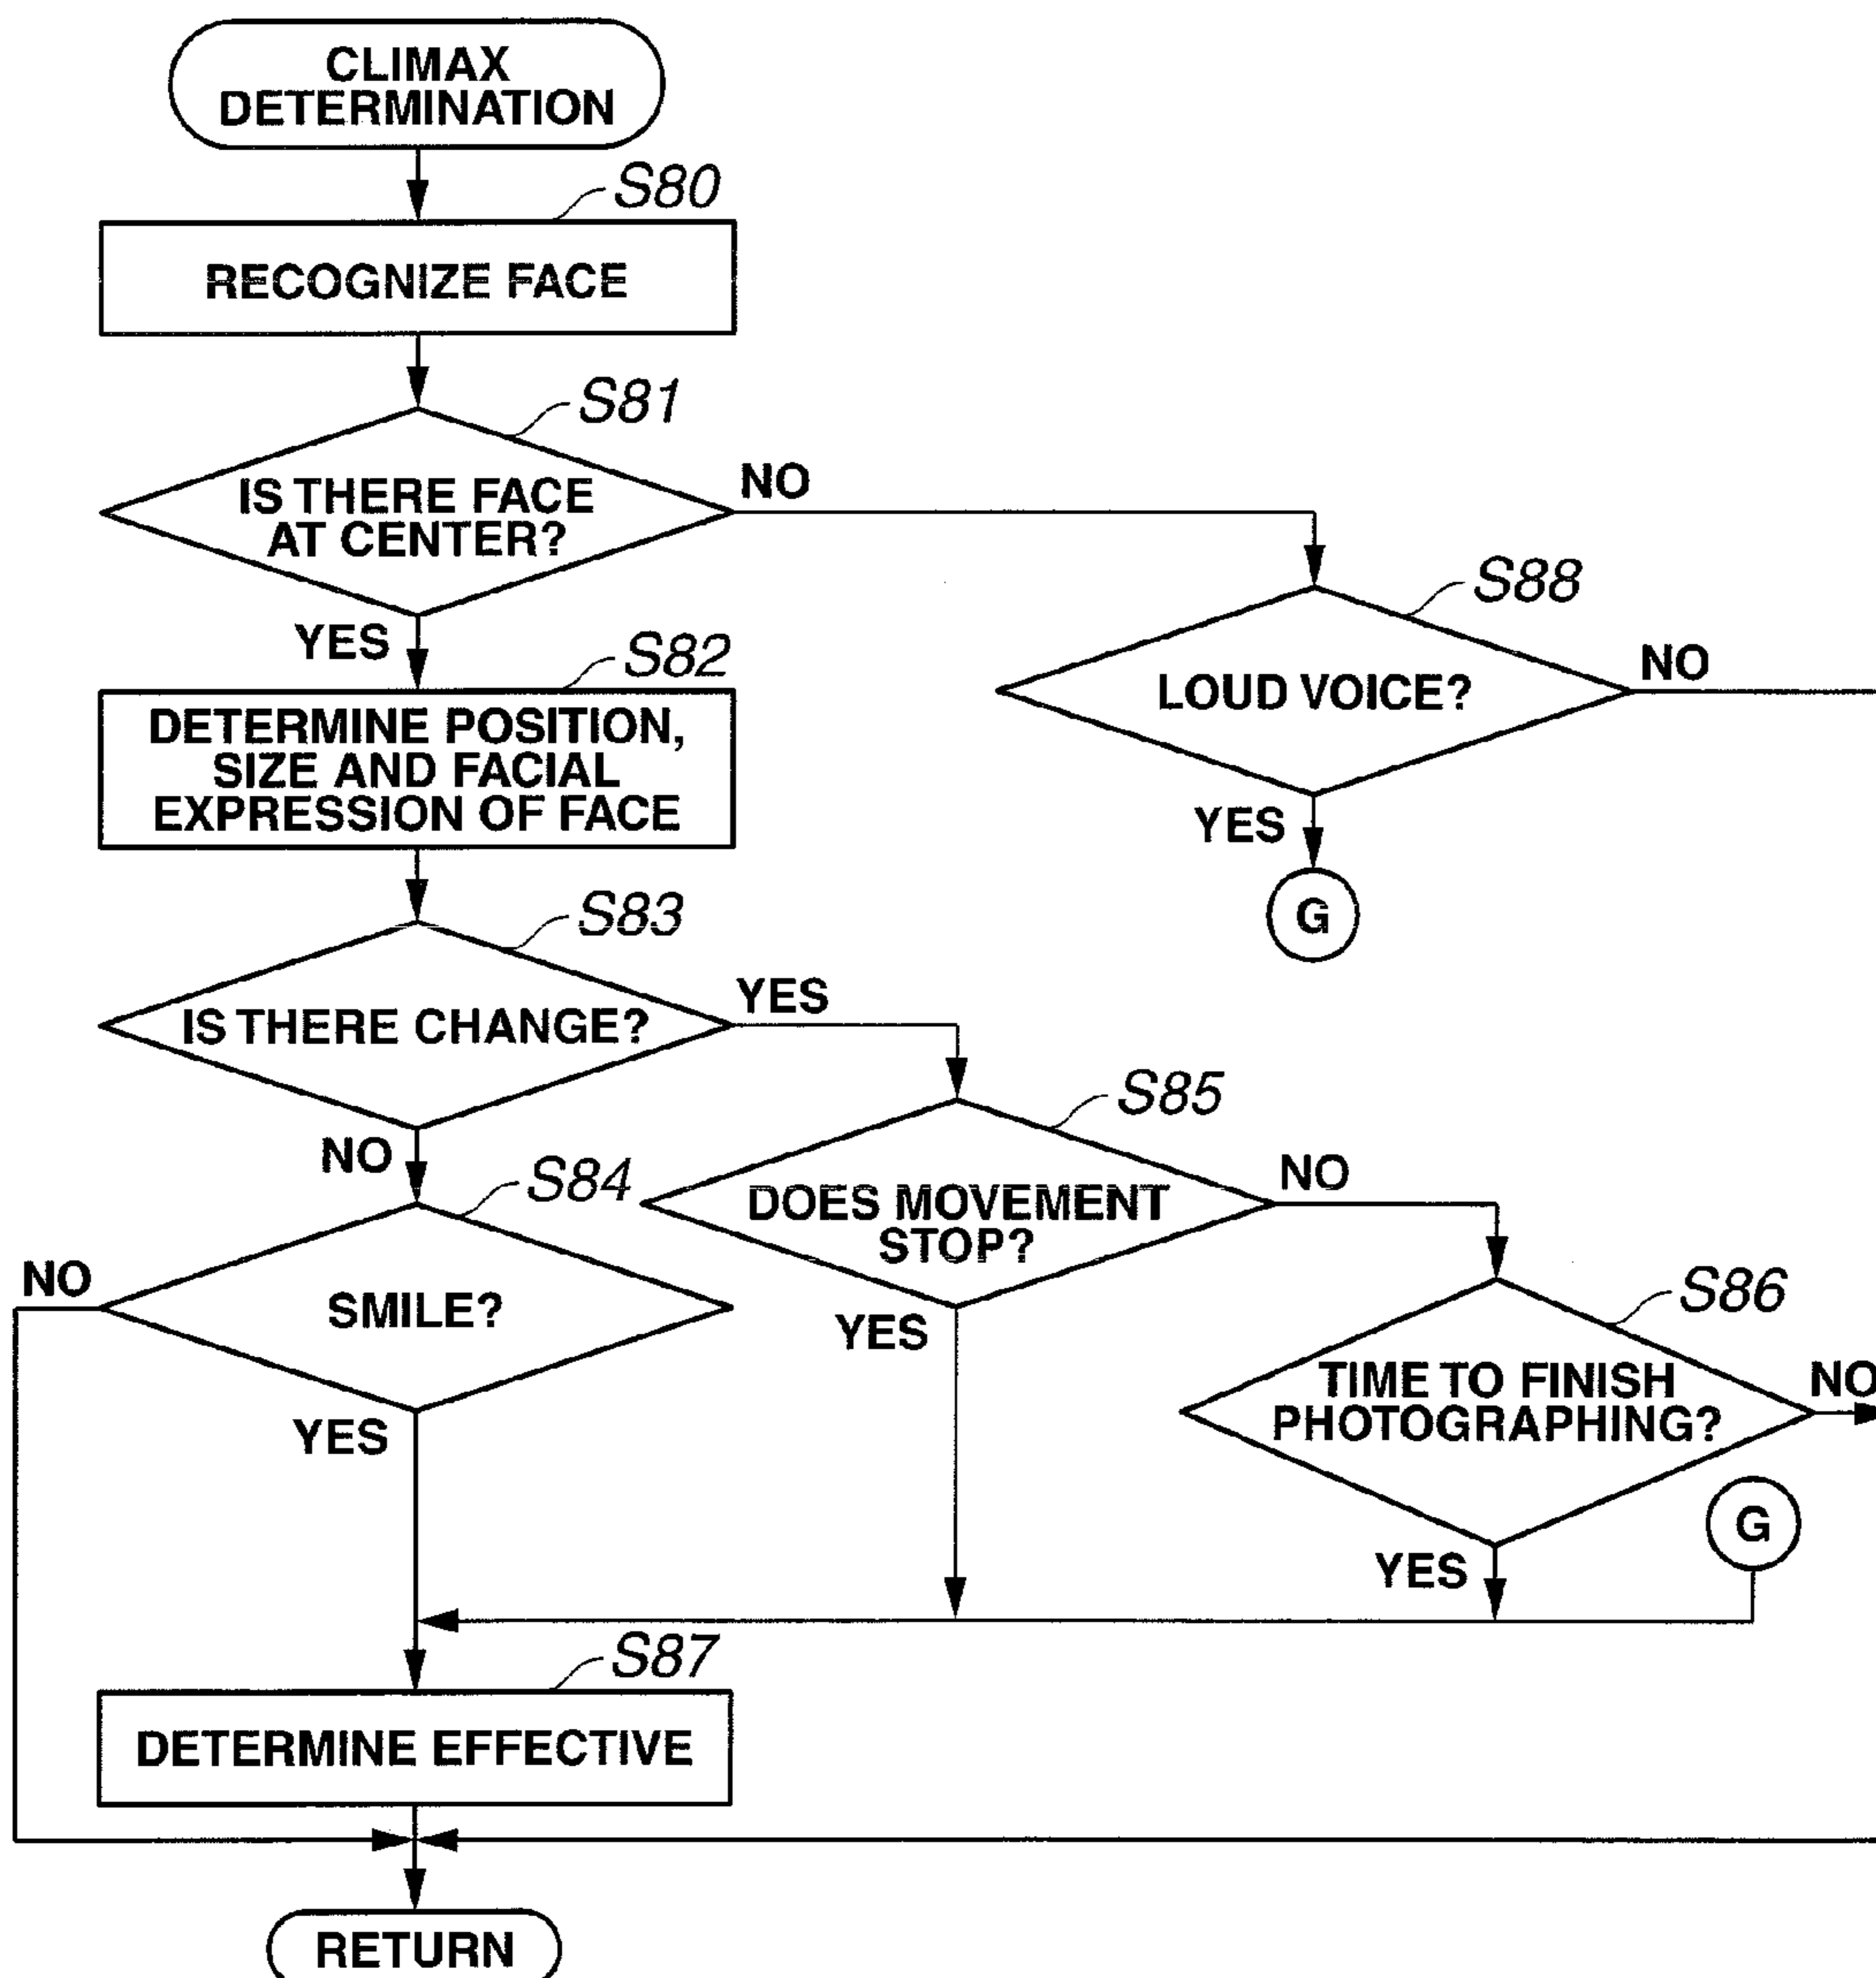 CLIMAX
DETERMINATION
S80
RECOGNIZE FACE
S81
IS THERE FACE
AT CENTER?
NO
YES
S88
LOUD VOICE?
NO
YES
G
S82
DETERMINE POSITION,
SIZE AND FACIAL
EXPRESSION OF FACE
S83
IS THERE CHANGE?
YES
NO
S85
DOES MOVEMENT
STOP?
NO
YES
S84
SMILE?
NO
YES
S86
TIME TO FINISH
PHOTOGRAPHING?
NO
YES
G
S87
DETERMINE EFFECTIVE
RETURN